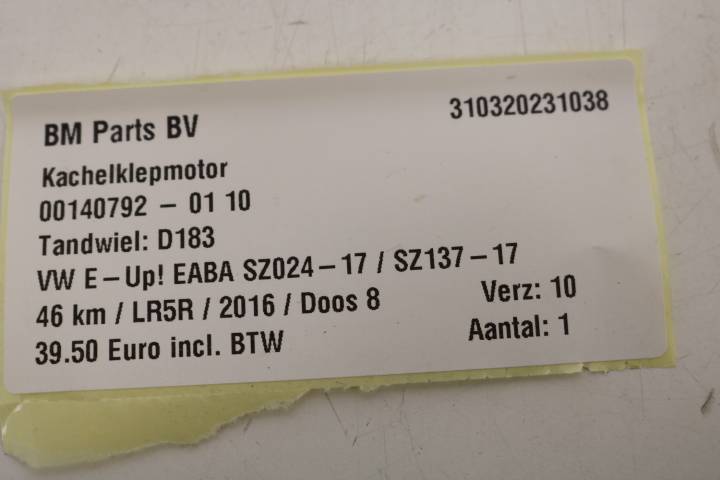 BM Parts BV 310320231038
Kachelklepmotor
00140792 – 01 10
Tandwiel: D183
VW E–Up! EABA SZ024–17 / SZ137–17
46 km / LR5R / 2016 / Doos 8 Verz: 10
39.50 Euro incl. BTW Aantal: 1